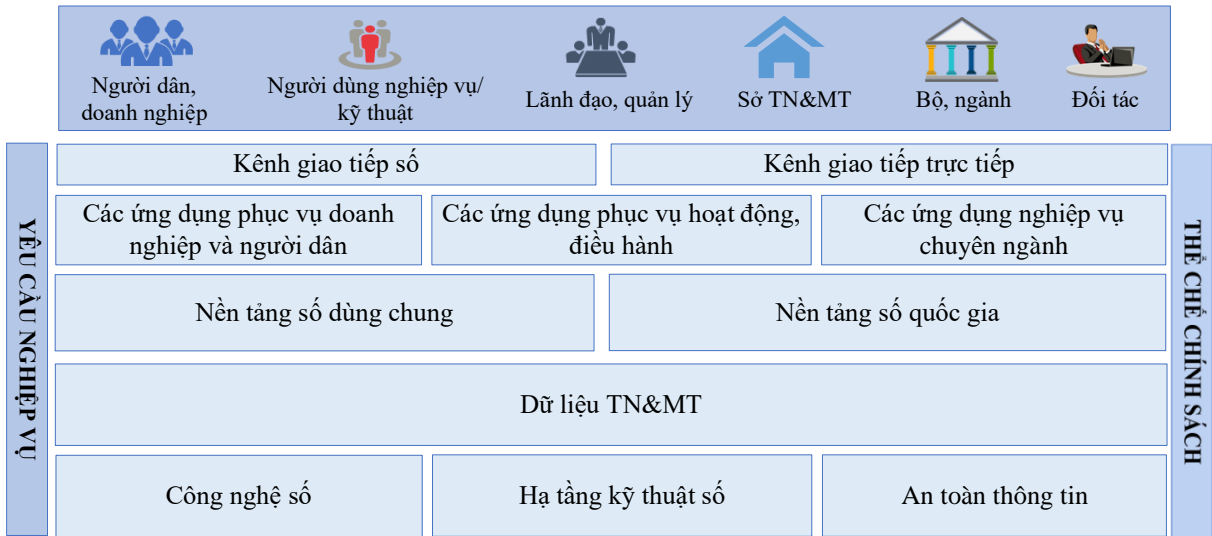 Người dân,
doanh nghiệp
Người dùng nghiệp vụ/
kỹ thuật
Lãnh đạo, quản lý
Sở TN&MT
Bộ, ngành
Đối tác
YÊU CẦU NGHIỆP VỤ
Kênh giao tiếp số
Kênh giao tiếp trực tiếp
Các ứng dụng phục vụ doanh
nghiệp và người dân
Các ứng dụng phục vụ hoạt động,
điều hành
Các ứng dụng nghiệp vụ
chuyên ngành
Nền tảng số dùng chung
Nền tảng số quốc gia
Dữ liệu TN&MT
Công nghệ số
Hạ tầng kỹ thuật số
An toàn thông tin
THỂ CHẾ CHÍNH SÁCH